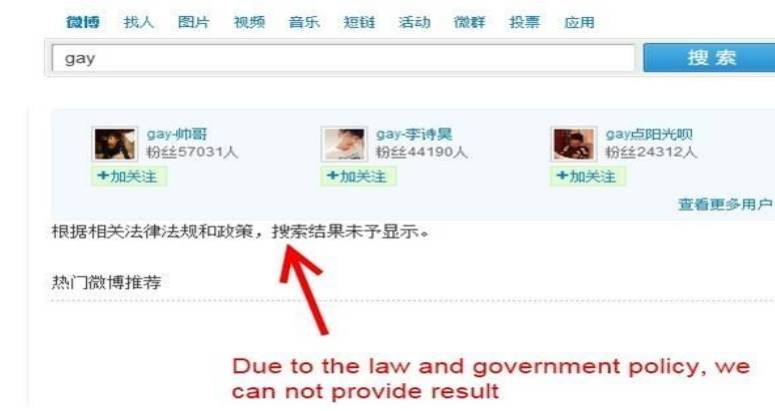 微博 找人 图片 视频 音乐 短链 活动 微群 投票 应用
gay 搜索
gay-帅哥 gay-李诗昊 gay点阳光呗
粉丝57031人 粉丝44190人 粉丝24312人
+加关注 +加关注 +加关注
查看更多用户
根据相关法律法规和政策，搜索结果未予显示。
热门微博推荐
Due to the law and government policy, we
can not provide result